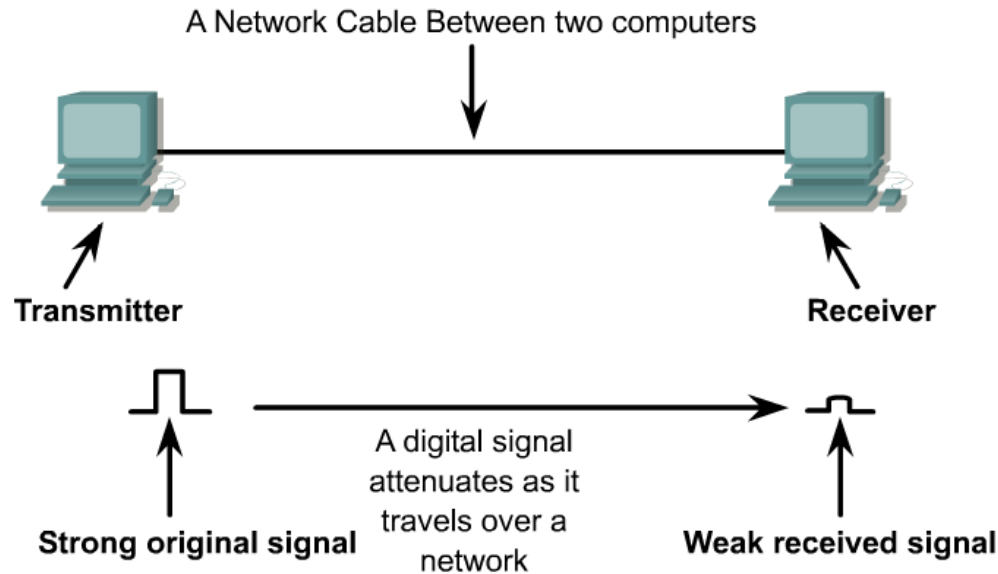 A Network Cable Between two computers
Transmitter
Receiver
A digital signal
attenuates as it
travels over a
network
Strong original signal
Weak received signal